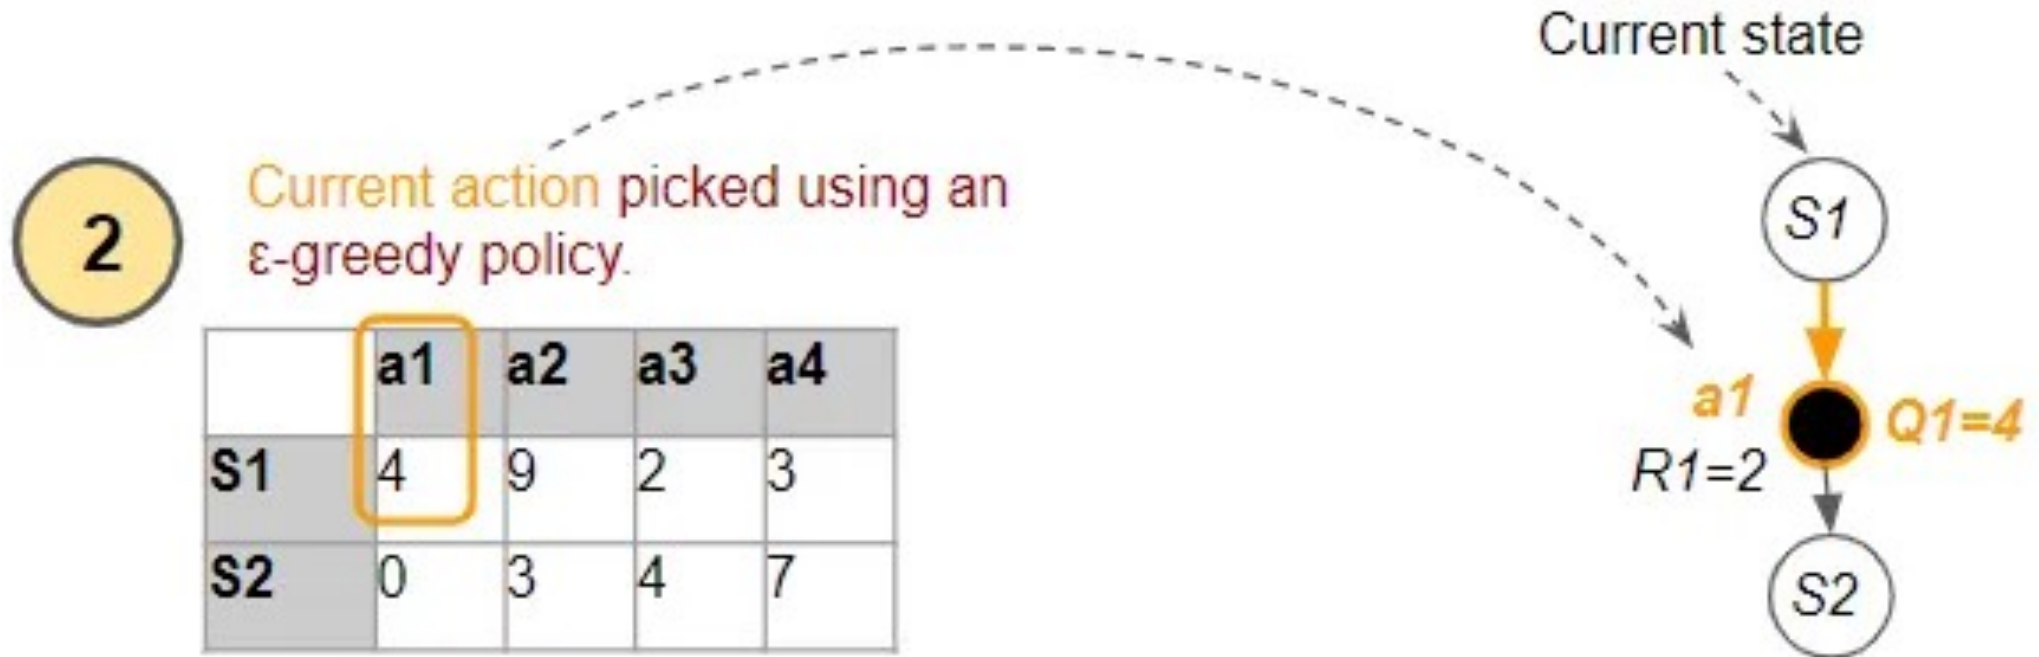 Current state
2
Current action picked using an
ε-greedy policy.
a1 a2 a3 a4
S1 4 9 2 3
S2 0 3 4 7
S1
a1
Q1=4
R1=2
S2